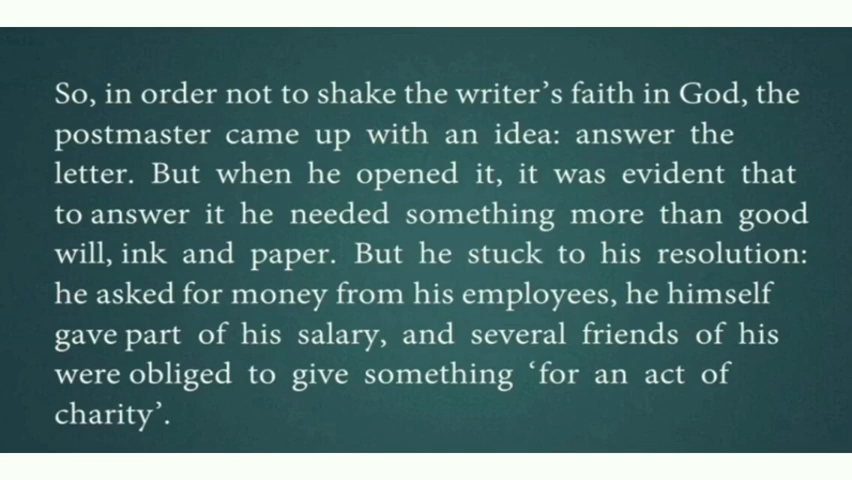 So, in order not to shake the writer’s faith in God, the
postmaster came up with an idea: answer the
letter. But when he opened it, it was evident that
to answer it he needed something more than good
will, ink and paper. But he stuck to his resolution:
he asked for money from his employees, he himself
gave part of his salary, and several friends of his
were obliged to give something ‘for an act of
charity’.